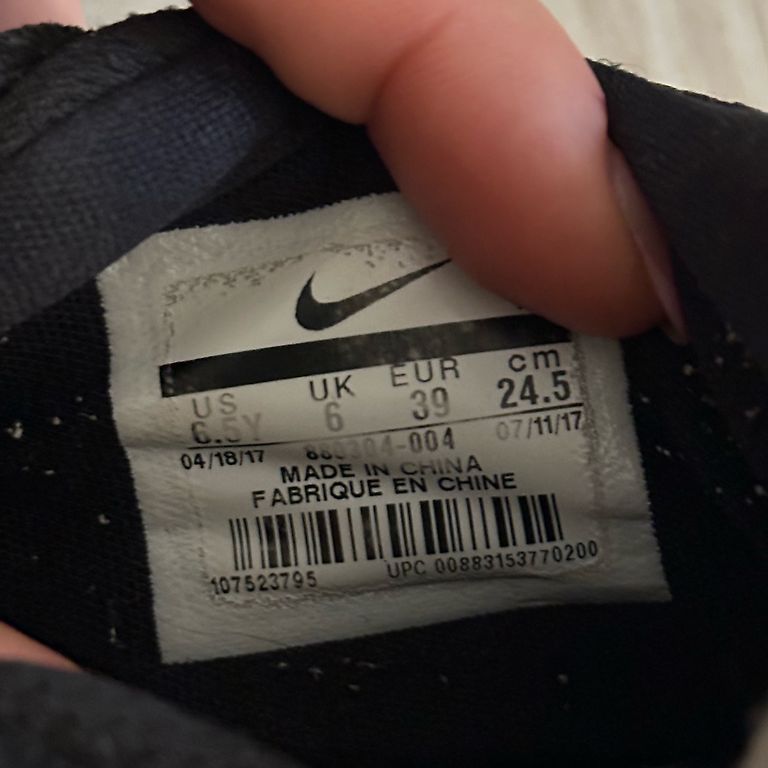 US UK EUR cm
6.5Y 6 39 24.5
04/18/17 07/11/17
MADE IN CHINA
FABRIQUE EN CHINE
107523795 UPC 00883153770200